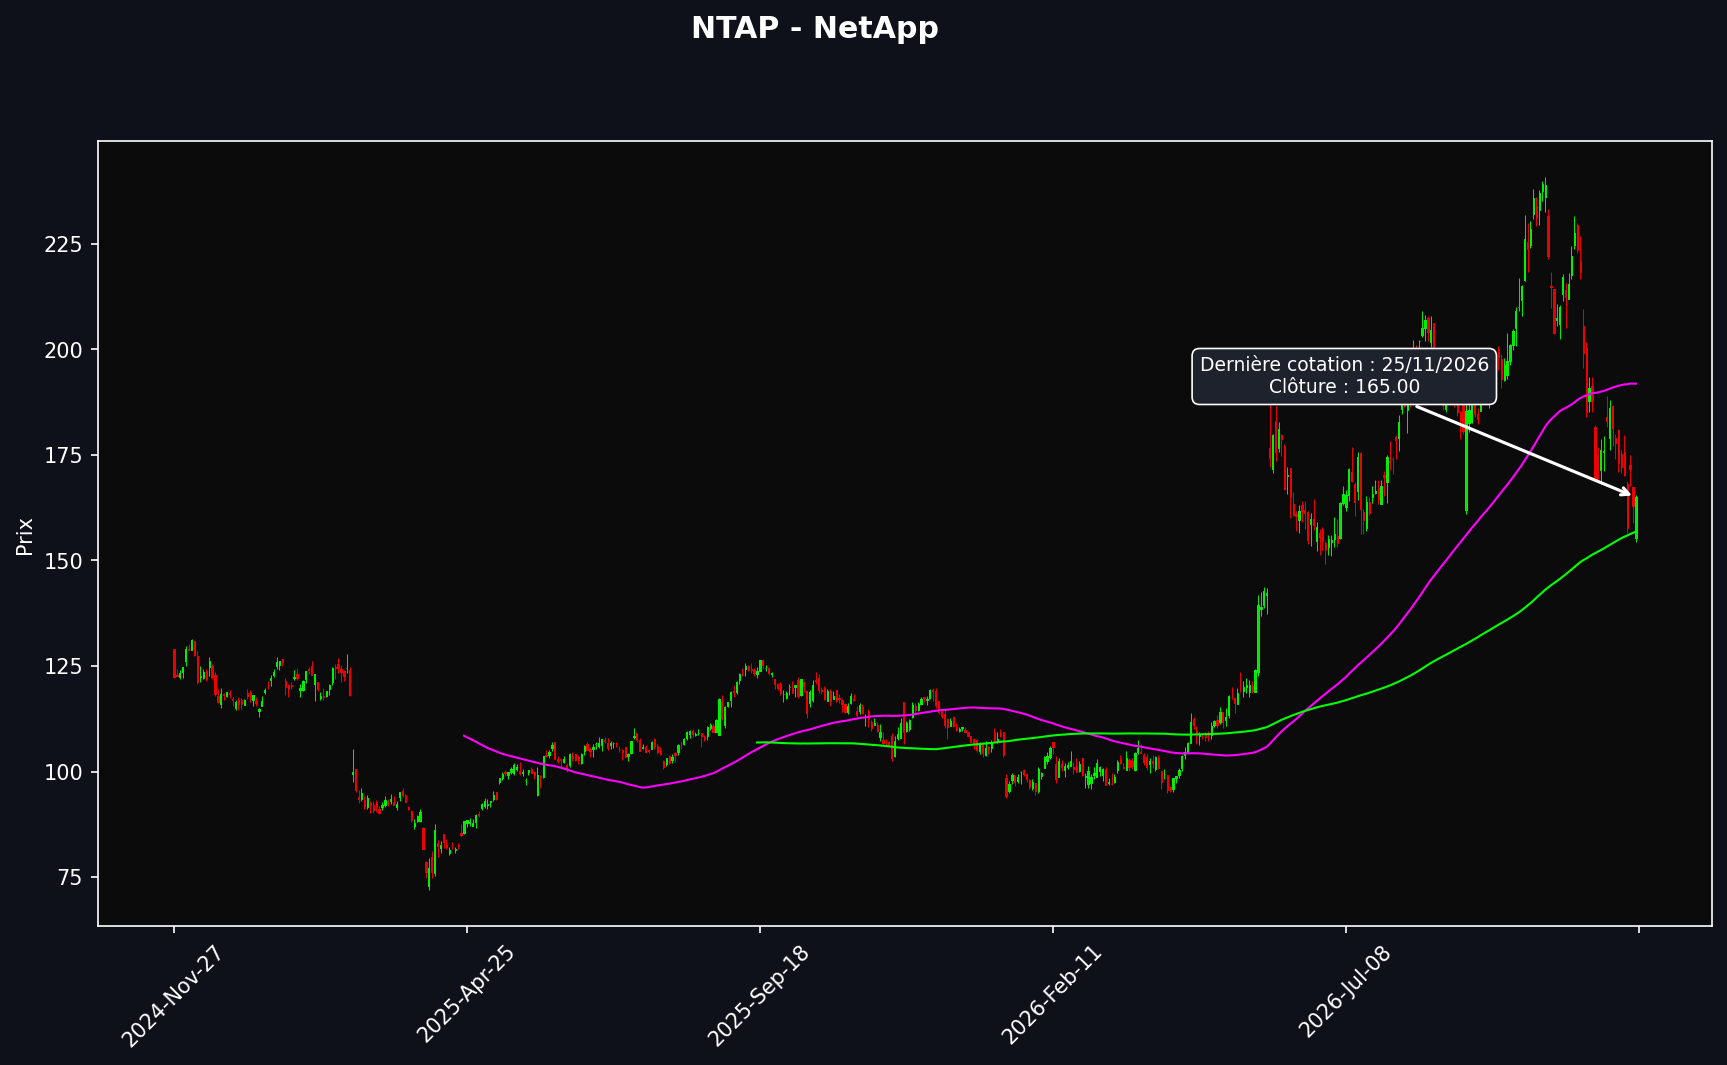 NTAP - NetApp
Prix
225
200
175
150
125
100
75
Dernière cotation : 25/11/2026
Clôture : 165.00
2024-Nov-27
2025-Apr-25
2025-Sep-18
2026-Feb-11
2026-Jul-08